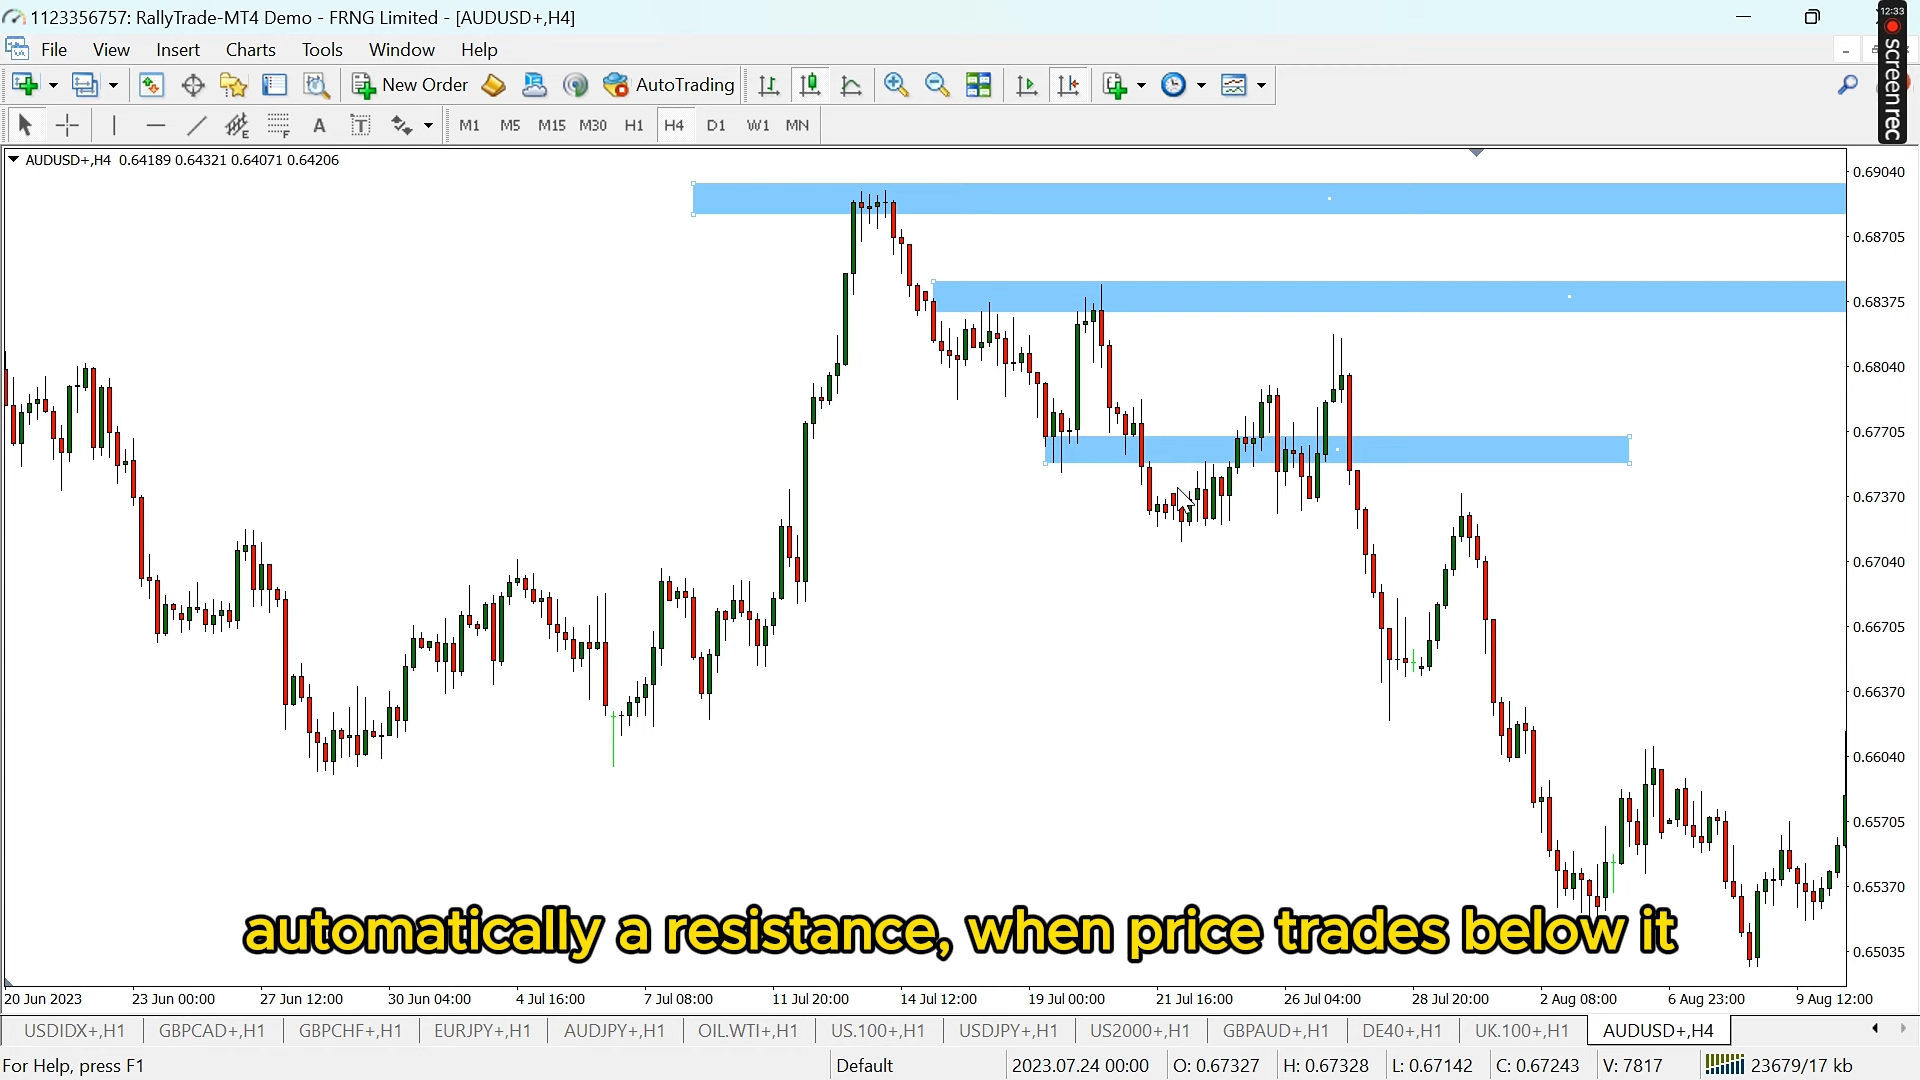 1123356757: RallyTrade-MT4 Demo - FRNG Limited - [AUDUSD+,H4]
12:33
screenrec
File View Insert Charts Tools Window Help
New Order AutoTrading
E F A T M1 M5 M15 M30 H1 H4 D1 W1 MN
AUDUSD+,H4 0.64189 0.64321 0.64071 0.64206
0.69040
0.68705
0.68375
0.68040
0.67705
0.67370
0.67040
0.66705
0.66370
0.66040
0.65705
0.65370
0.65035
automatically a resistance, when price trades below it
20 Jun 2023 23 Jun 00:00 27 Jun 12:00 30 Jun 04:00 4 Jul 16:00 7 Jul 08:00 11 Jul 20:00 14 Jul 12:00 19 Jul 00:00 21 Jul 16:00 26 Jul 04:00 28 Jul 20:00 2 Aug 08:00 6 Aug 23:00 9 Aug 12:00
USDIDX+,H1 GBPCAD+,H1 GBPCHF+,H1 EURJPY+,H1 AUDJPY+,H1 OIL.WTI+,H1 US.100+,H1 USDJPY+,H1 US2000+,H1 GBPAUD+,H1 DE40+,H1 UK.100+,H1 AUDUSD+,H4
For Help, press F1 Default 2023.07.24 00:00 O: 0.67327 H: 0.67328 L: 0.67142 C: 0.67243 V: 7817 23679/17 kb